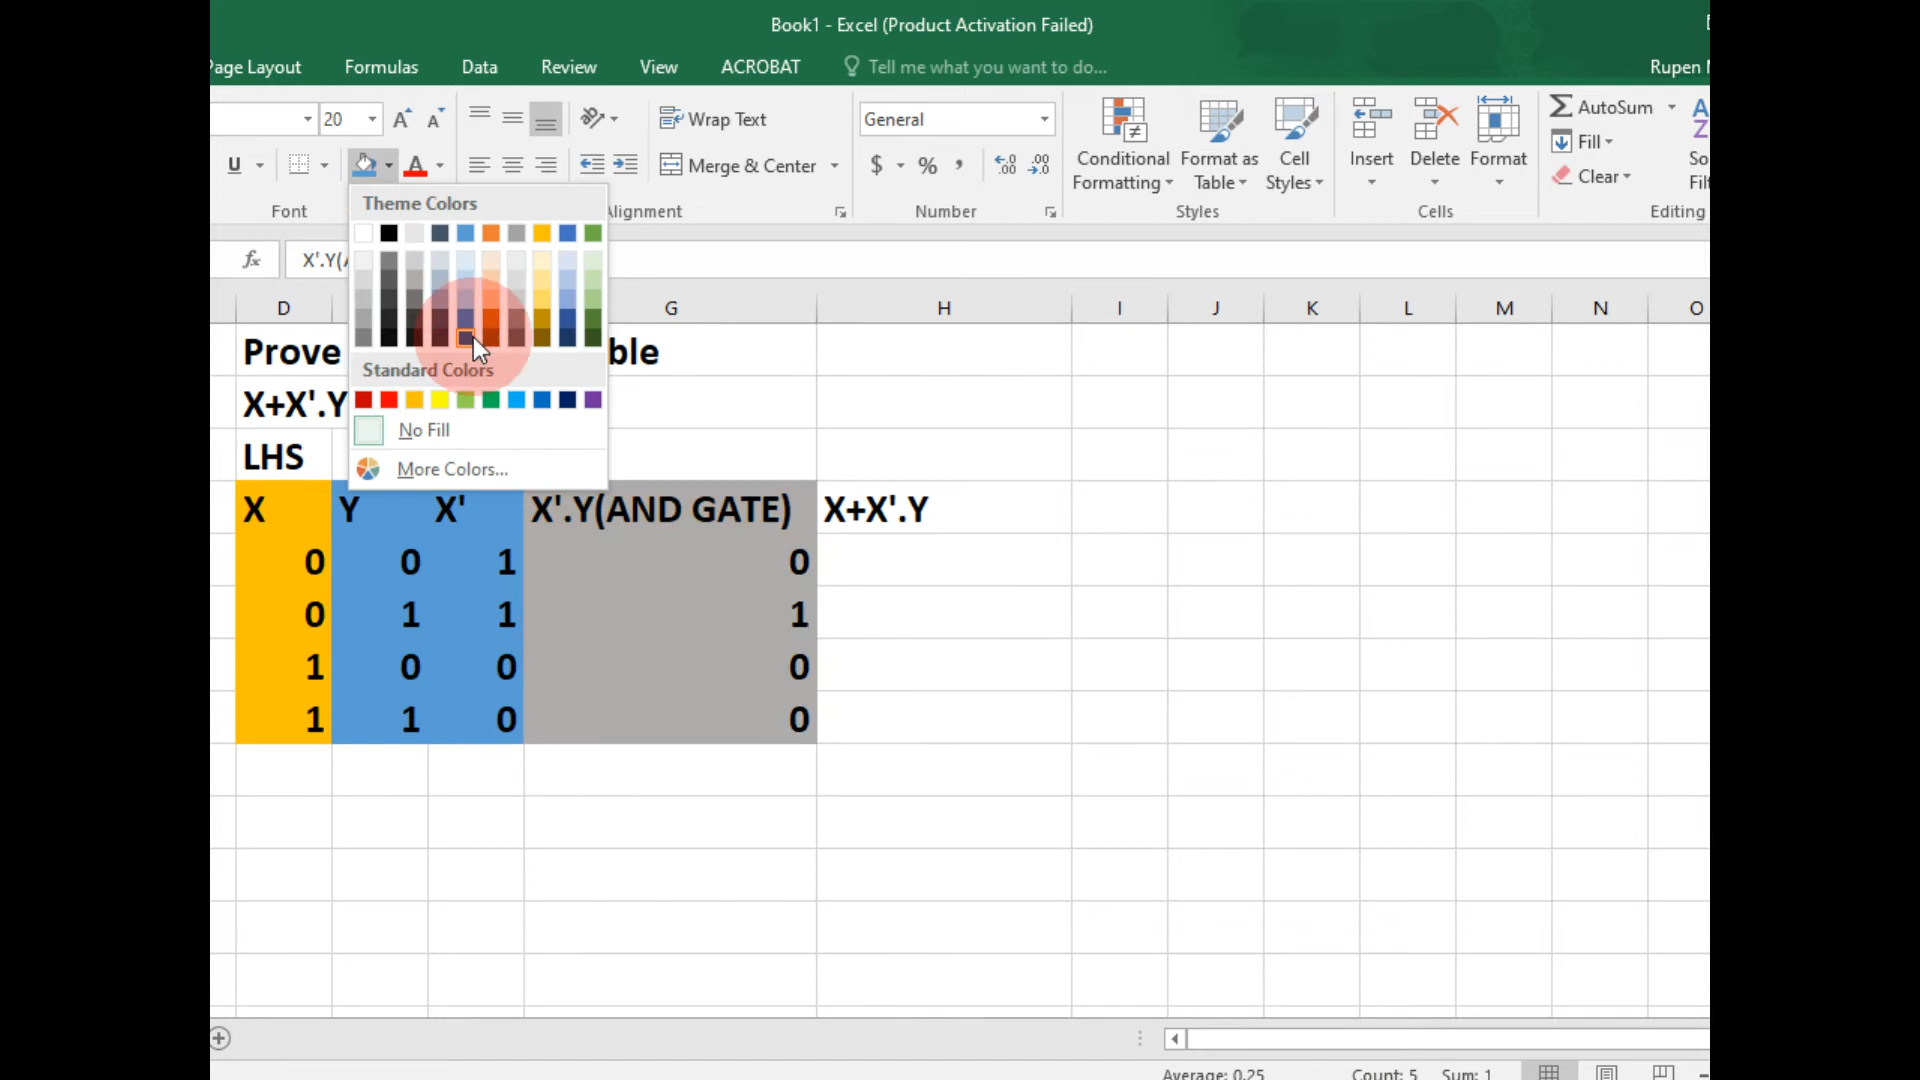 Book1 - Excel (Product Activation Failed)
Page Layout Formulas Data Review View ACROBAT Tell me what you want to do... Rupen
20 Wrap Text General AutoSum
U A Merge & Center $ % , .00 .00 Conditional Formatting Format as Table Cell Styles Insert Delete Format Fill Clear
Font Alignment Number Styles Cells Editing
Theme Colors
fx X'.Y(
D G H I J K L M N O
Prove ble
X+X'.Y
Standard Colors
No Fill
LHS
More Colors...
X Y X' X'.Y(AND GATE) X+X'.Y
0 0 1 0
0 1 1 1
1 0 0 0
1 1 0 0
Average: 0.25 Count: 5 Sum: 1